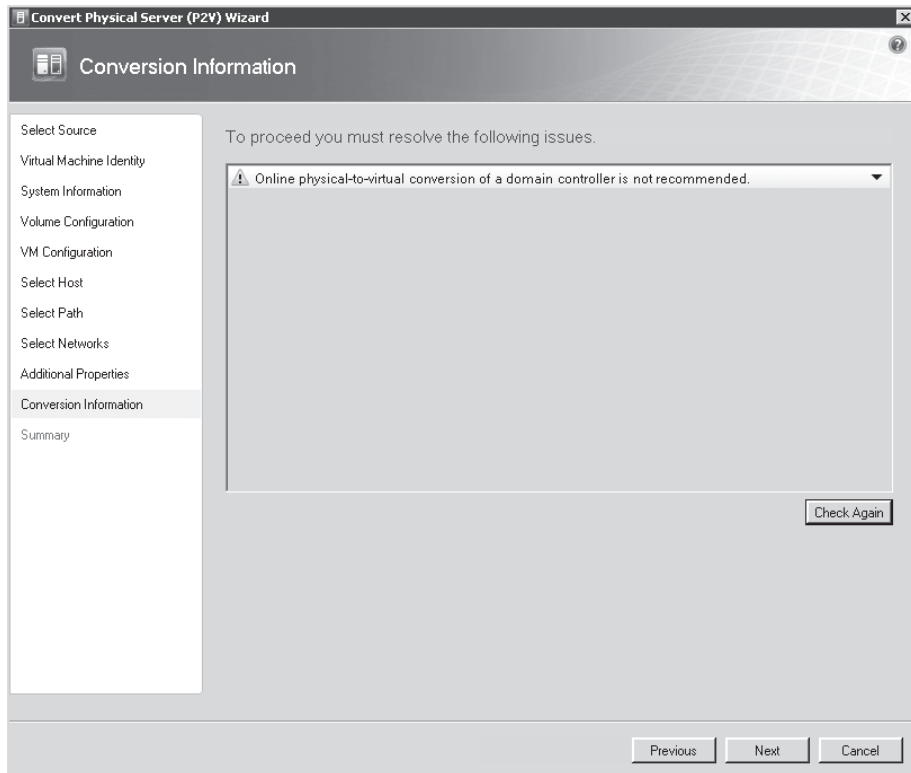 Convert Physical Server (P2V) Wizard
Conversion Information
Select Source
Virtual Machine Identity
System Information
Volume Configuration
VM Configuration
Select Host
Select Path
Select Networks
Additional Properties
Conversion Information
Summary
To proceed you must resolve the following issues.
Online physical-to-virtual conversion of a domain controller is not recommended.
Check Again
Previous Next Cancel